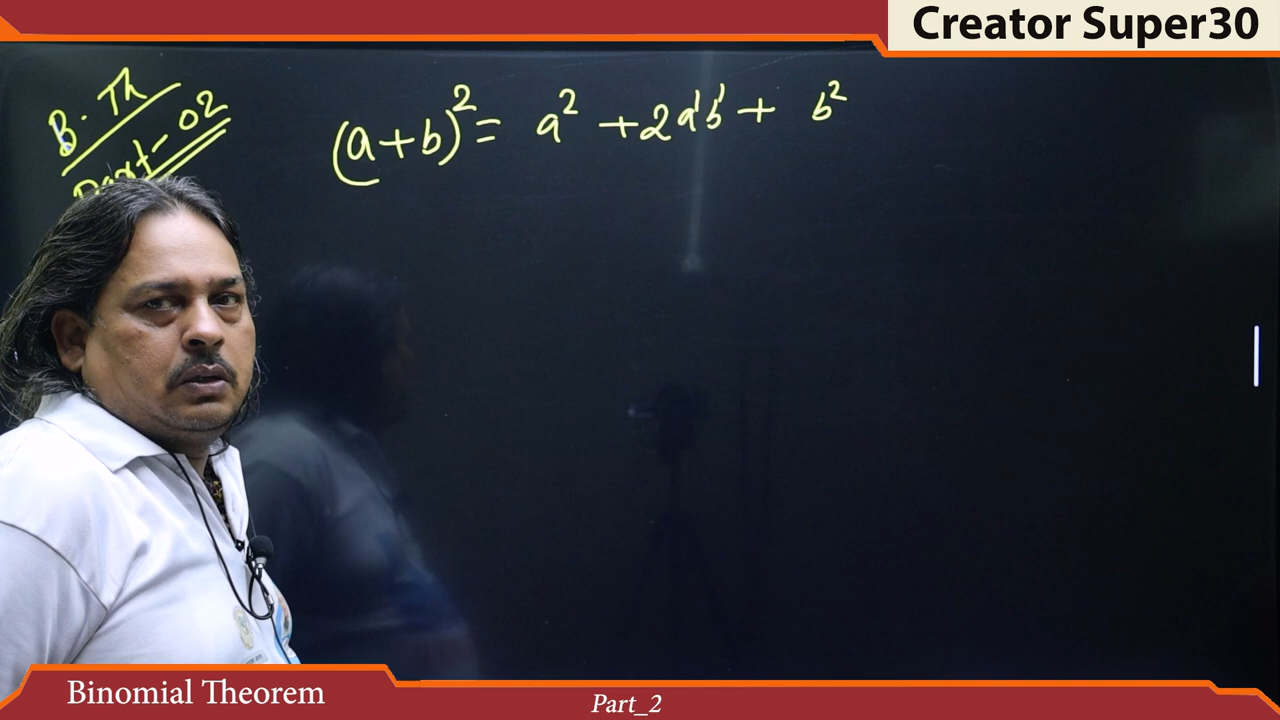 Creator Super30
B. Th
Part-02
(a+b)² = a² + 2a¹b¹ + b²
Binomial Theorem
Part_2